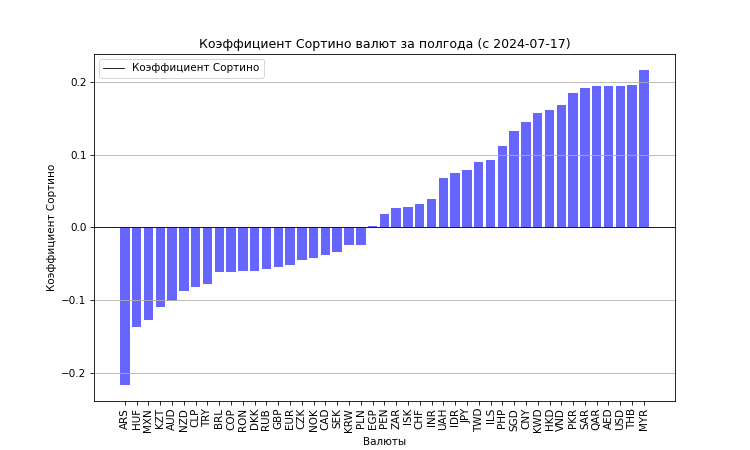 Коэффициент Сортино валют за полгода (с 2024-07-17)
Коэффициент Сортино
Коэффициент Сортино
0.2
0.1
0.0
−0.1
−0.2
ARS
HUF
MXN
KZT
AUD
NZD
CLP
TRY
BRL
COP
RON
DKK
RUB
GBP
EUR
CZK
NOK
CAD
SEK
KRW
PLN
EGP
PEN
ZAR
ISK
CHF
INR
UAH
IDR
JPY
TWD
ILS
PHP
SGD
CNY
KWD
HKD
VND
PKR
SAR
QAR
AED
USD
THB
MYR
Валюты